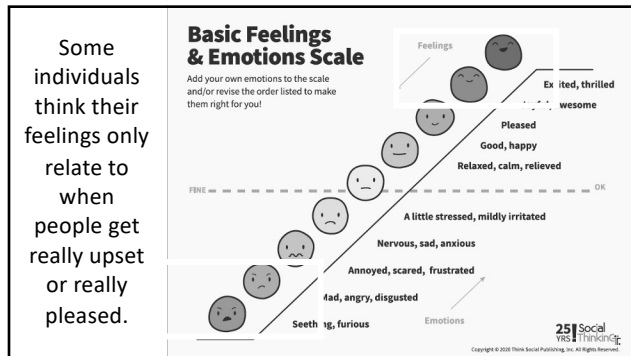 Some
individuals
think their
feelings only
relate to
when
people get
really upset
or really
pleased.
Basic Feelings
& Emotions Scale
Add your own emotions to the scale
and/or revise the order listed to make
them right for you!
Feelings
Excited, thrilled
awesome
Pleased
Good, happy
Relaxed, calm, relieved
FINE
OK
A little stressed, mildly irritated
Nervous, sad, anxious
Annoyed, scared, frustrated
Mad, angry, disgusted
Seething, furious
Emotions
25 YRS Social Thinking
Copyright © 2020 Think Social Publishing, Inc. All Rights Reserved.